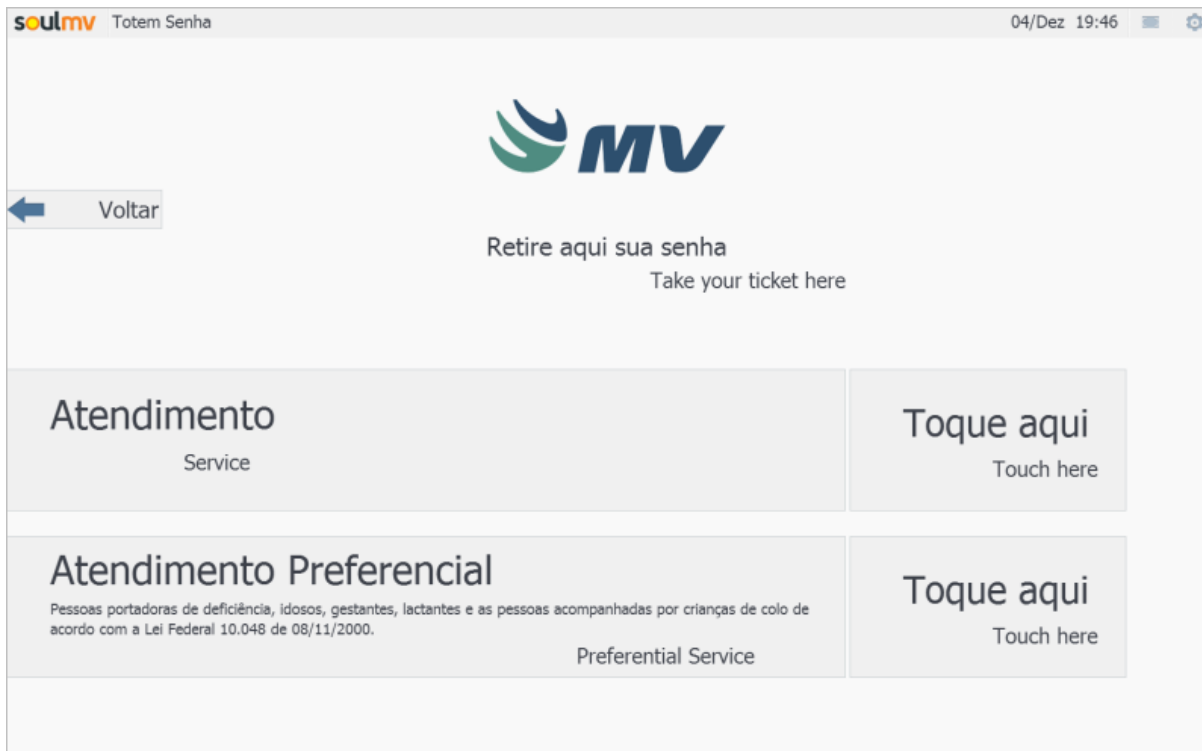 soulmv Totem Senha 04/Dez 19:46
MV
Voltar
Retire aqui sua senha
Take your ticket here
Atendimento
Service
Toque aqui
Touch here
Atendimento Preferencial
Pessoas portadoras de deficiência, idosos, gestantes, lactantes e as pessoas acompanhadas por crianças de colo de
acordo com a Lei Federal 10.048 de 08/11/2000.
Preferential Service
Toque aqui
Touch here